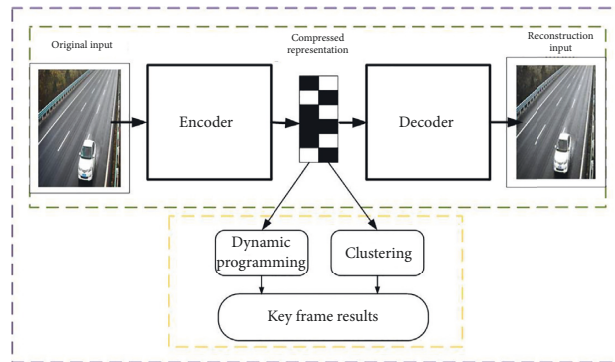 Original input
Compressed
representation
Reconstruction
input
Encoder
Decoder
Dynamic
programming
Clustering
Key frame results